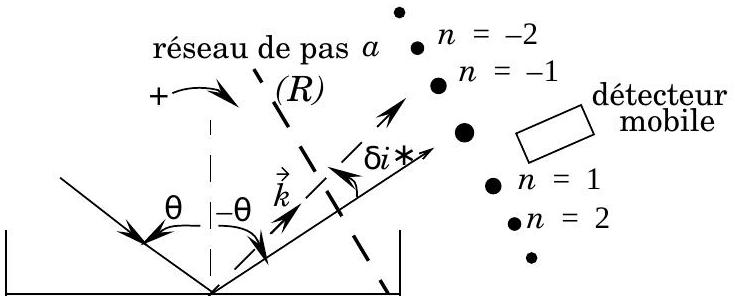 n = –2
réseau de pas a
n = –1
(R)
+
détecteur
mobile
δi*
k⃗
n = 1
θ
–θ
n = 2